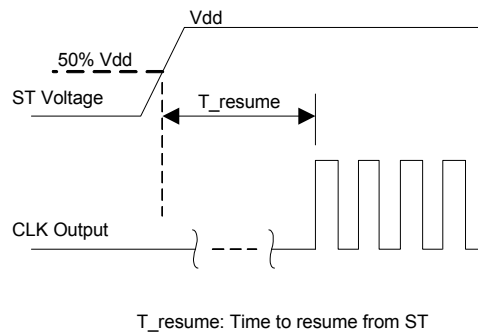 Vdd
50% Vdd
ST Voltage
T_resume
CLK Output
T_resume: Time to resume from ST